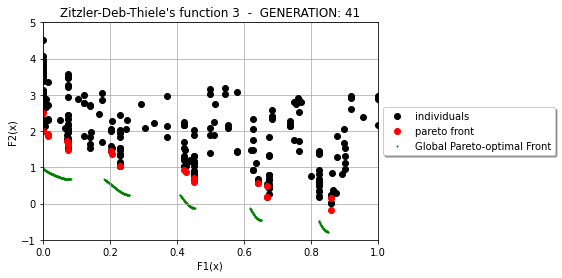 Zitzler-Deb-Thiele's function 3 - GENERATION: 41
5
4
3
2
1
0
−1
F2(x)
0.0 0.2 0.4 0.6 0.8 1.0
F1(x)
individuals
pareto front
Global Pareto-optimal Front